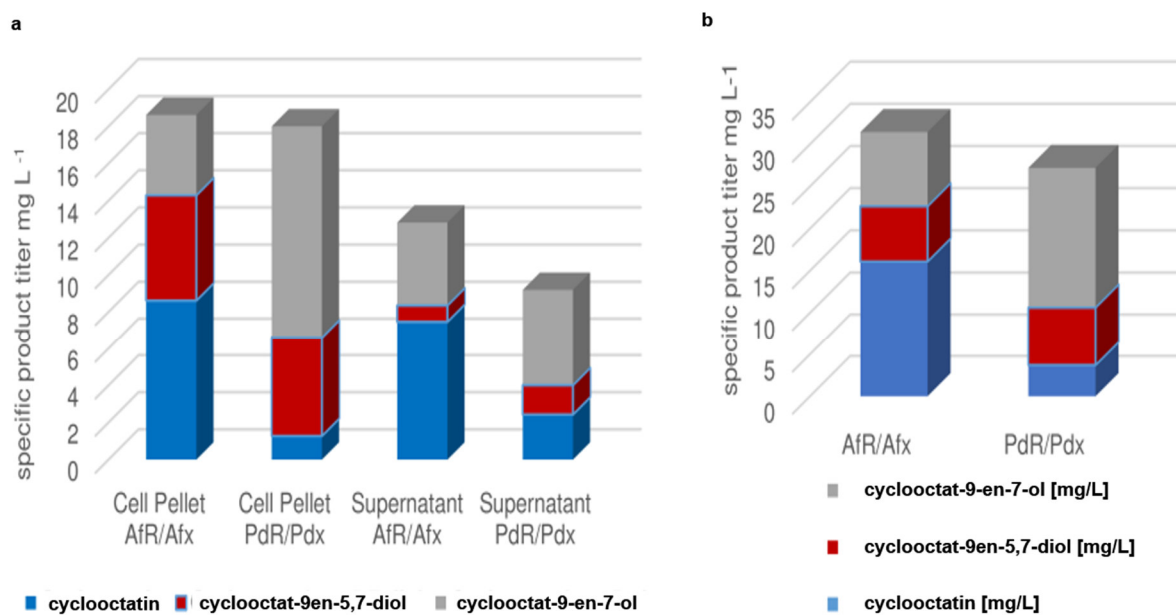 a
specific product titer mg L -1
20
18
16
14
12
10
8
6
4
2
0
Cell Pellet
AfR/Afx
Cell Pellet
PdR/Pdx
Supernatant
AfR/Afx
Supernatant
PdR/Pdx
cyclooctatin
cyclooctat-9en-5,7-diol
cyclooctat-9-en-7-ol
b
specific product titer mg L-1
35
30
25
20
15
10
5
0
AfR/Afx
PdR/Pdx
cyclooctat-9-en-7-ol [mg/L]
cyclooctat-9en-5,7-diol [mg/L]
cyclooctatin [mg/L]